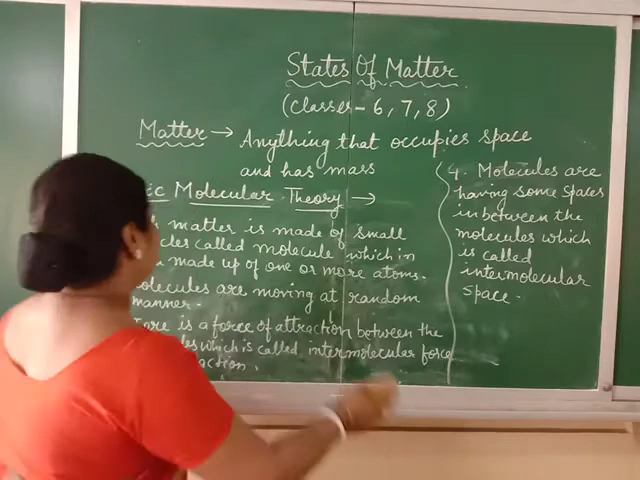 States Of Matter
(Classes - 6, 7, 8)
Matter → Anything that occupies space
and has mass
Molecular Theory →
matter is made of small
called molecule which in
made up of one or more atoms.
are moving at random
manner.
is a force of attraction between the
which is called intermolecular force
4. Molecules are
having some spaces
in between the
molecules which
is called
intermolecular
space.